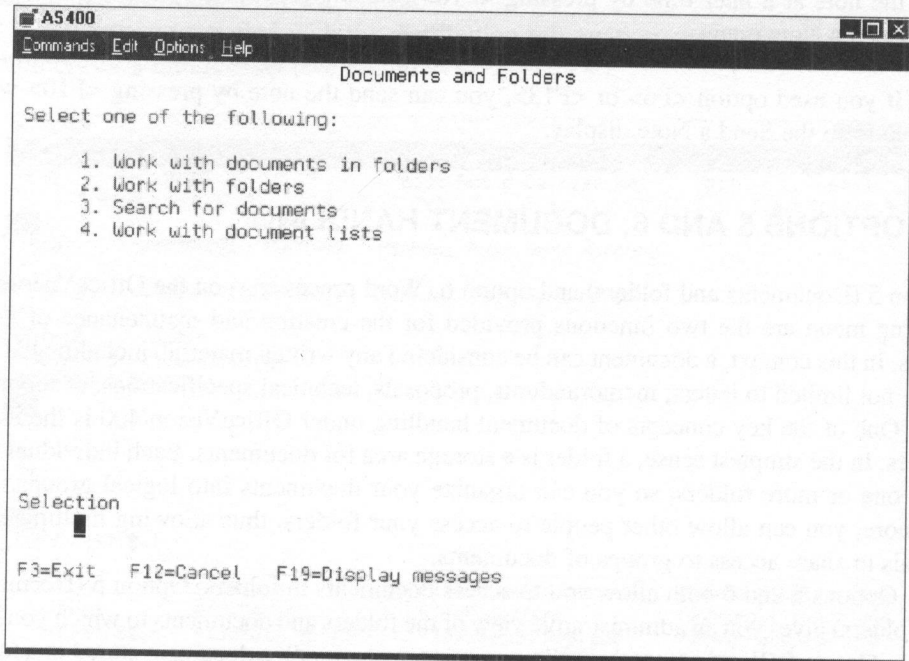 AS400
Commands Edit Options Help
Documents and Folders
Select one of the following:
1. Work with documents in folders
2. Work with folders
3. Search for documents
4. Work with document lists
Selection
F3=Exit F12=Cancel F19=Display messages